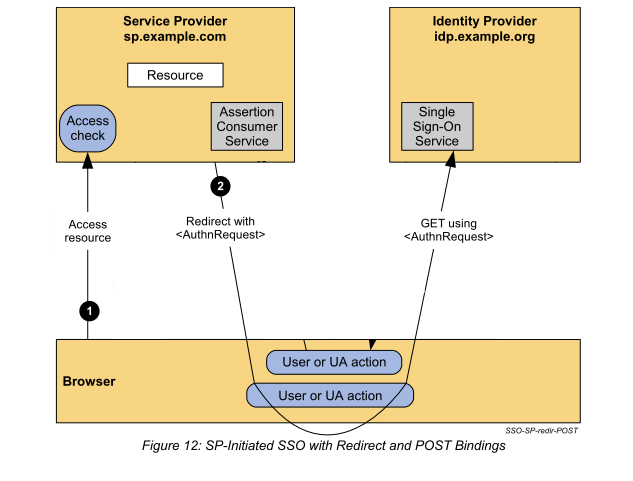 Service Provider
sp.example.com
Identity Provider
idp.example.org
Resource
Access
check
Assertion
Consumer
Service
Single
Sign-On
Service
2
Redirect with
<AuthnRequest>
GET using
<AuthnRequest>
Access
resource
1
User or UA action
Browser
User or UA action
SSO-SP-redir-POST
Figure 12: SP-Initiated SSO with Redirect and POST Bindings